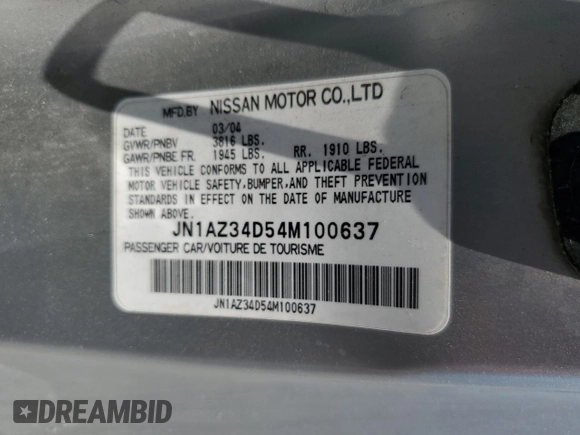 MFD.BY NISSAN MOTOR CO.,LTD
DATE 03/04
GVWR/PNBV 3816 LBS.
GAWR/PNBE FR. 1945 LBS. RR. 1910 LBS.
THIS VEHICLE CONFORMS TO ALL APPLICABLE FEDERAL
MOTOR VEHICLE SAFETY,BUMPER,AND THEFT PREVENTION
STANDARDS IN EFFECT ON THE DATE OF MANUFACTURE
SHOWN ABOVE.
JN1AZ34D54M100637
PASSENGER CAR/VOITURE DE TOURISME
JN1AZ34D54M100637
DREAMBID